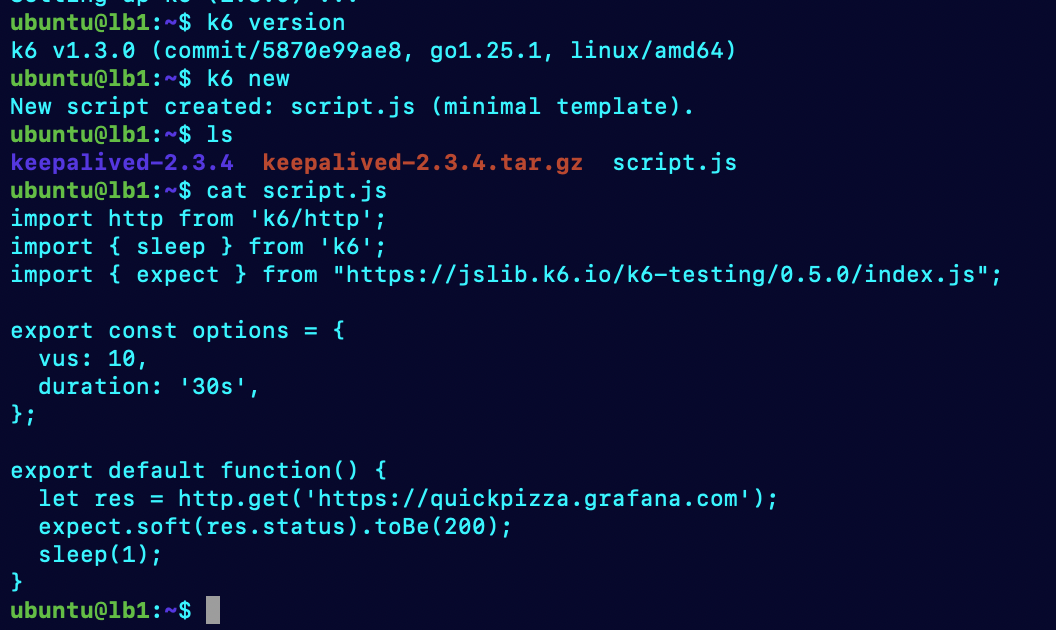 ubuntu@lb1:~$ k6 version
k6 v1.3.0 (commit/5870e99ae8, go1.25.1, linux/amd64)
ubuntu@lb1:~$ k6 new
New script created: script.js (minimal template).
ubuntu@lb1:~$ ls
keepalived-2.3.4  keepalived-2.3.4.tar.gz  script.js
ubuntu@lb1:~$ cat script.js
import http from 'k6/http';
import { sleep } from 'k6';
import { expect } from "https://jslib.k6.io/k6-testing/0.5.0/index.js";

export const options = {
  vus: 10,
  duration: '30s',
};

export default function() {
  let res = http.get('https://quickpizza.grafana.com');
  expect.soft(res.status).toBe(200);
  sleep(1);
}
ubuntu@lb1:~$